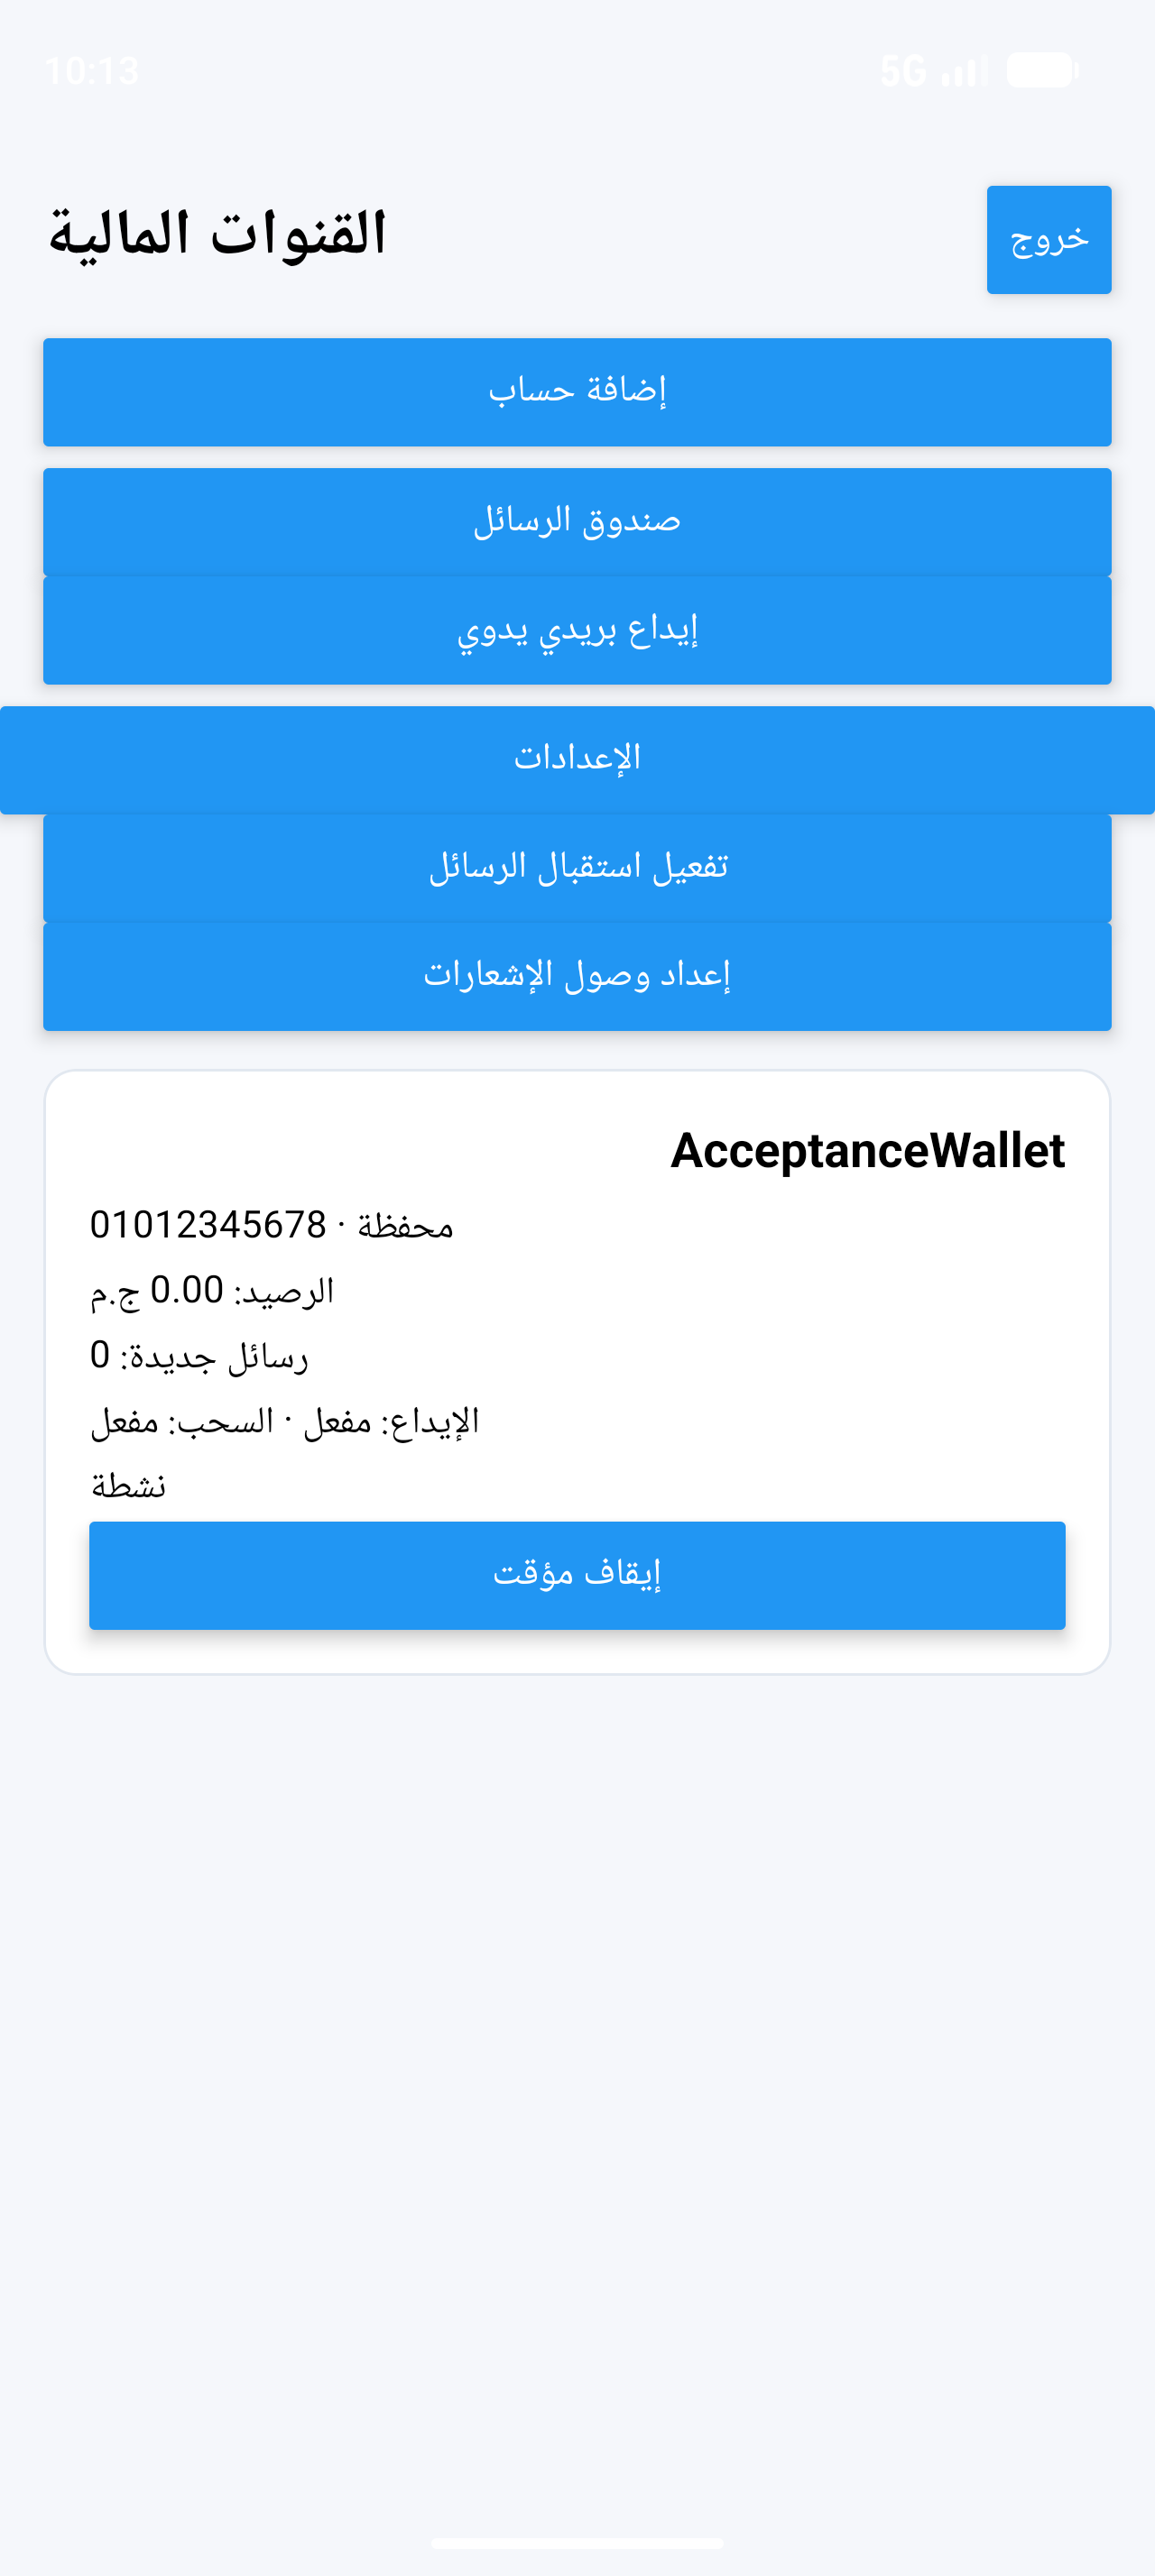 10:13 5G
القنوات المالية
خروج
إضافة حساب
صندوق الرسائل
إيداع بريدي يدوي
الإعدادات
تفعيل استقبال الرسائل
إعداد وصول الإشعارات
AcceptanceWallet
محفظة · 01012345678
الرصيد: 0.00 ج.م
رسائل جديدة: 0
الإيداع: مفعل · السحب: مفعل
نشطة
إيقاف مؤقت